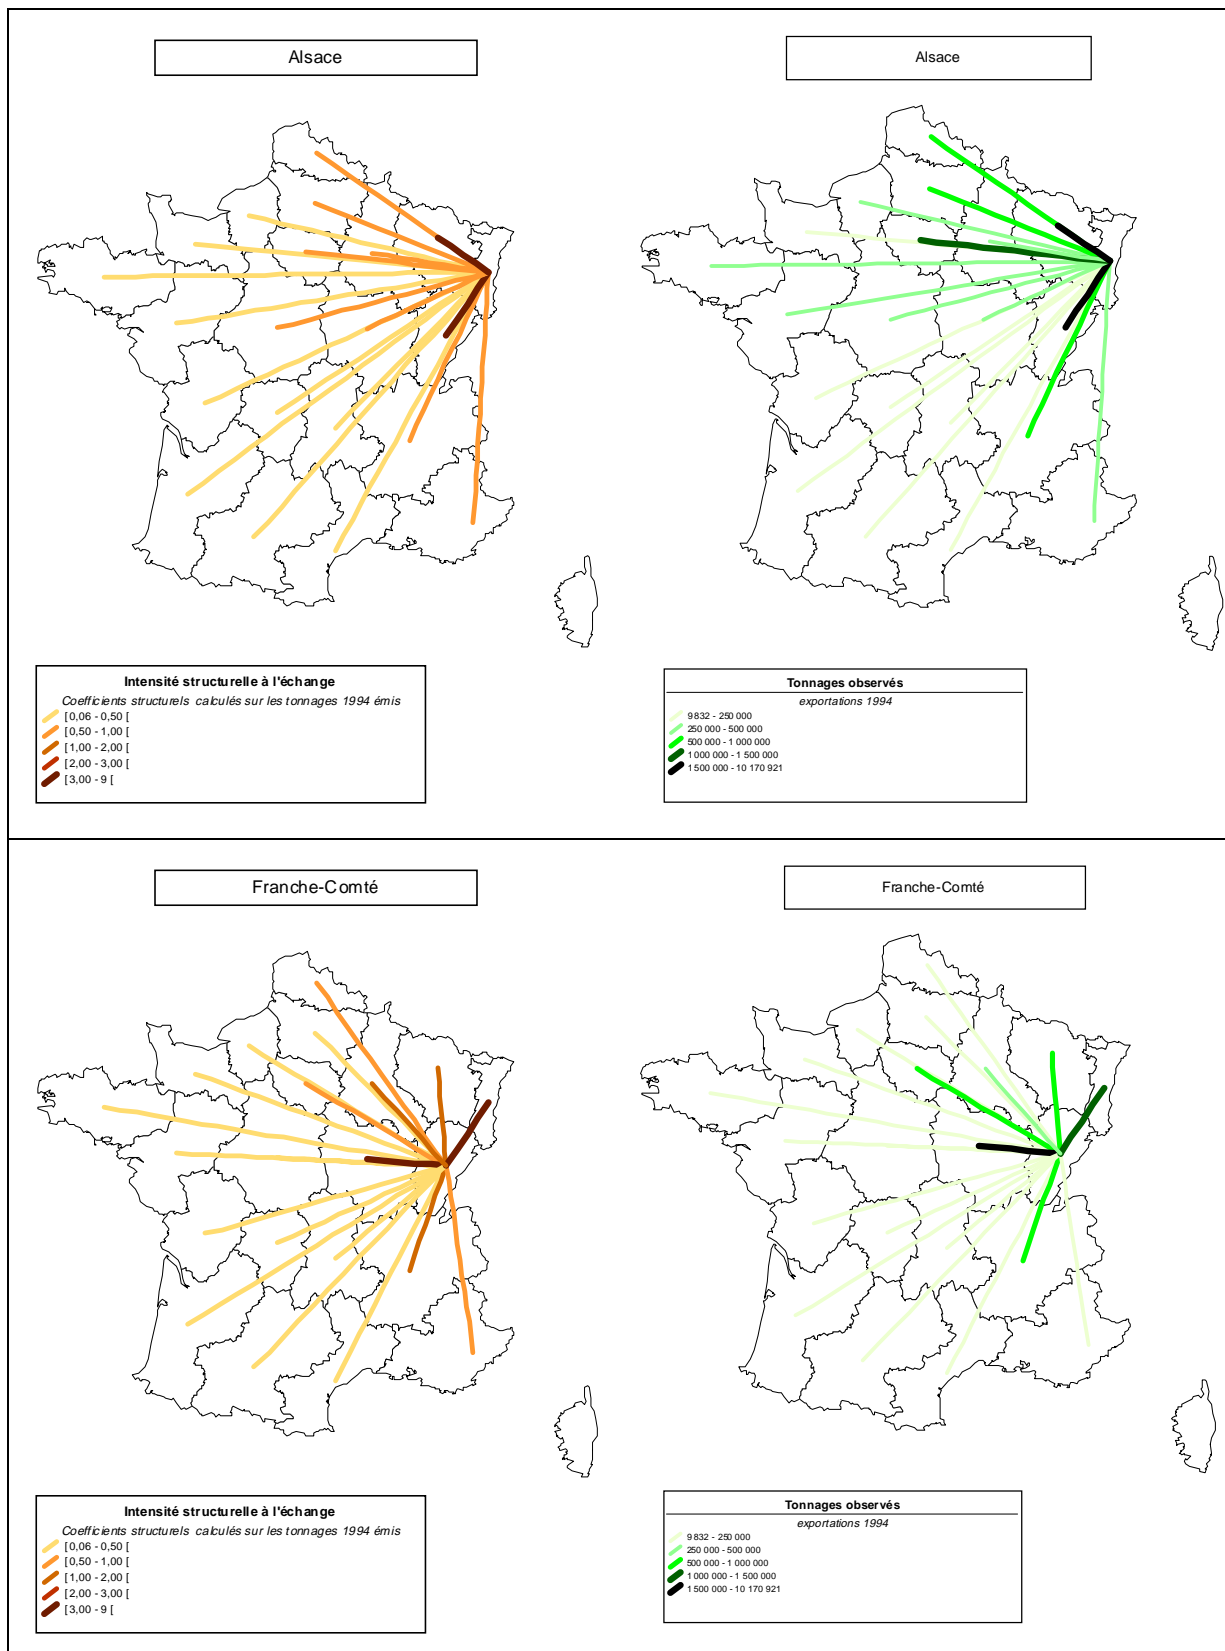 Alsace
Alsace
Intensité structurelle à l'échange
Coefficients structurels calculés sur les tonnages 1994 émis
[0,06 - 0,50 [
[0,50 - 1,00 [
[1,00 - 2,00 [
[2,00 - 3,00 [
[3,00 - 9 [
Tonnages observés
exportations 1994
9832 - 250 000
250 000 - 500 000
500 000 - 1 000 000
1 000 000 - 1 500 000
1 500 000 - 10 170 921
Franche-Comté
Franche-Comté
Intensité structurelle à l'échange
Coefficients structurels calculés sur les tonnages 1994 émis
[0,06 - 0,50 [
[0,50 - 1,00 [
[1,00 - 2,00 [
[2,00 - 3,00 [
[3,00 - 9 [
Tonnages observés
exportations 1994
9832 - 250 000
250 000 - 500 000
500 000 - 1 000 000
1 000 000 - 1 500 000
1 500 000 - 10 170 921